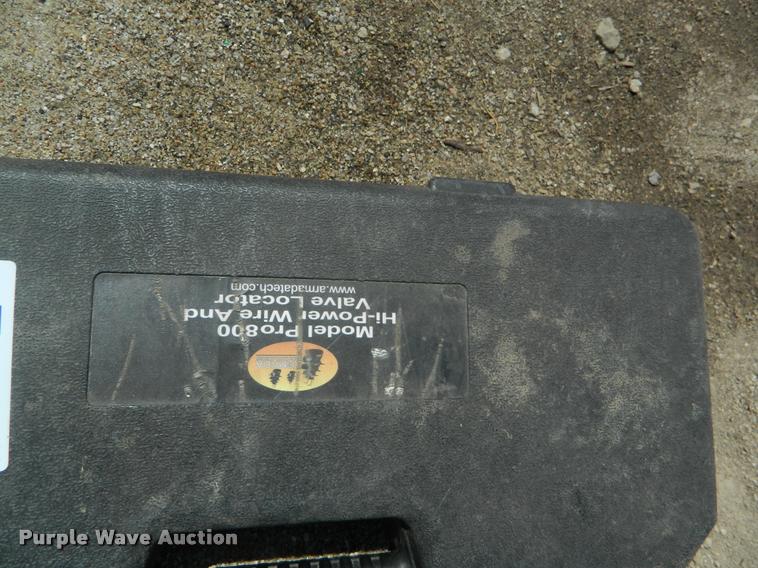 Model Pro800
Hi-Power Wire And
Valve Locator
www.armadatech.com
Purple Wave Auction®